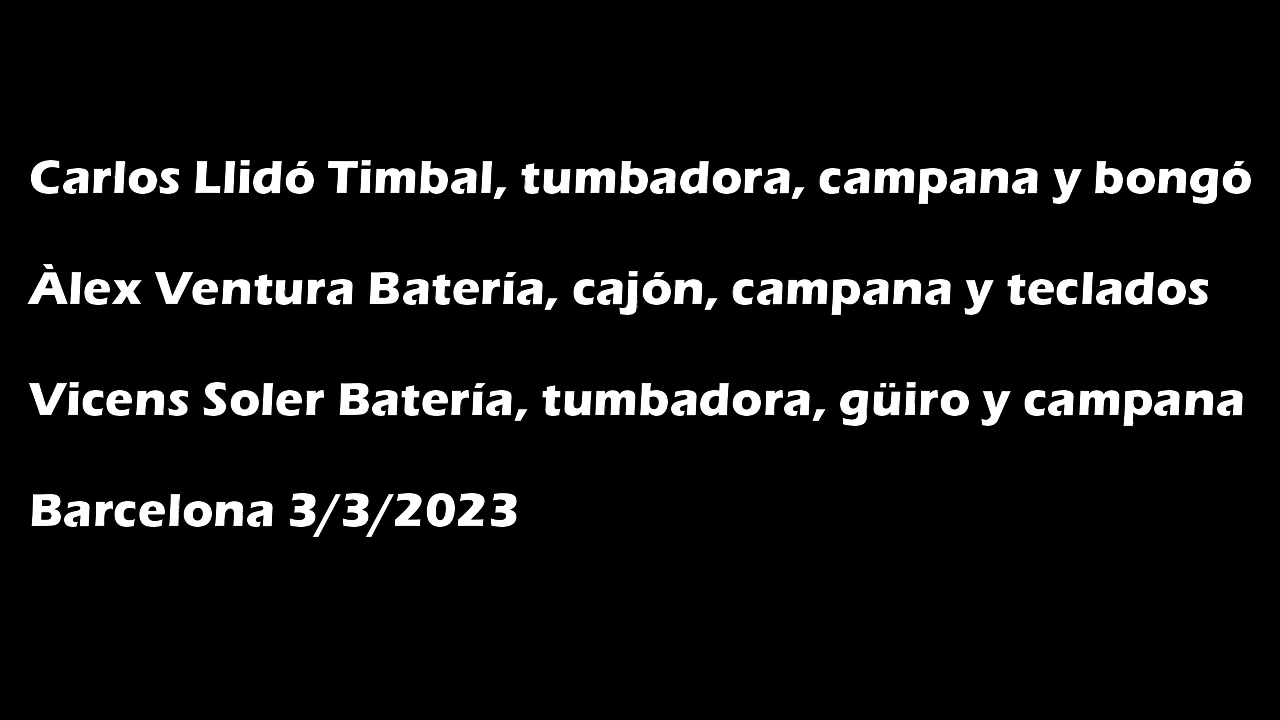 Carlos Llidó Timbal, tumbadora, campana y bongó
Àlex Ventura Batería, cajón, campana y teclados
Vicens Soler Batería, tumbadora, güiro y campana
Barcelona 3/3/2023